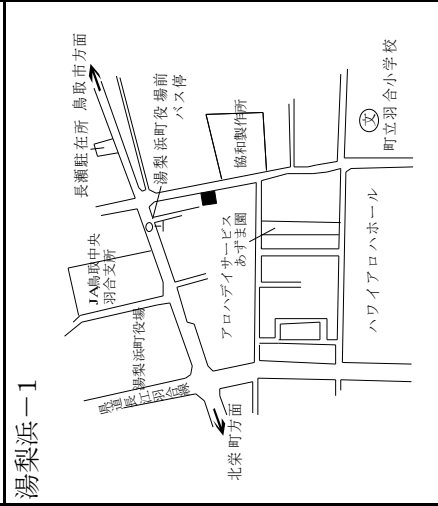 湯梨浜－1
鳥取市方面
長瀬駐在所
湯梨浜町役場前
バス停
協和製作所
文
町立羽合小学校
JA鳥取中央
羽合支所
アロハデイサービス
あずま園
ハワイアロハホール
湯梨浜町役場
県道長江羽合線
北栄町方面